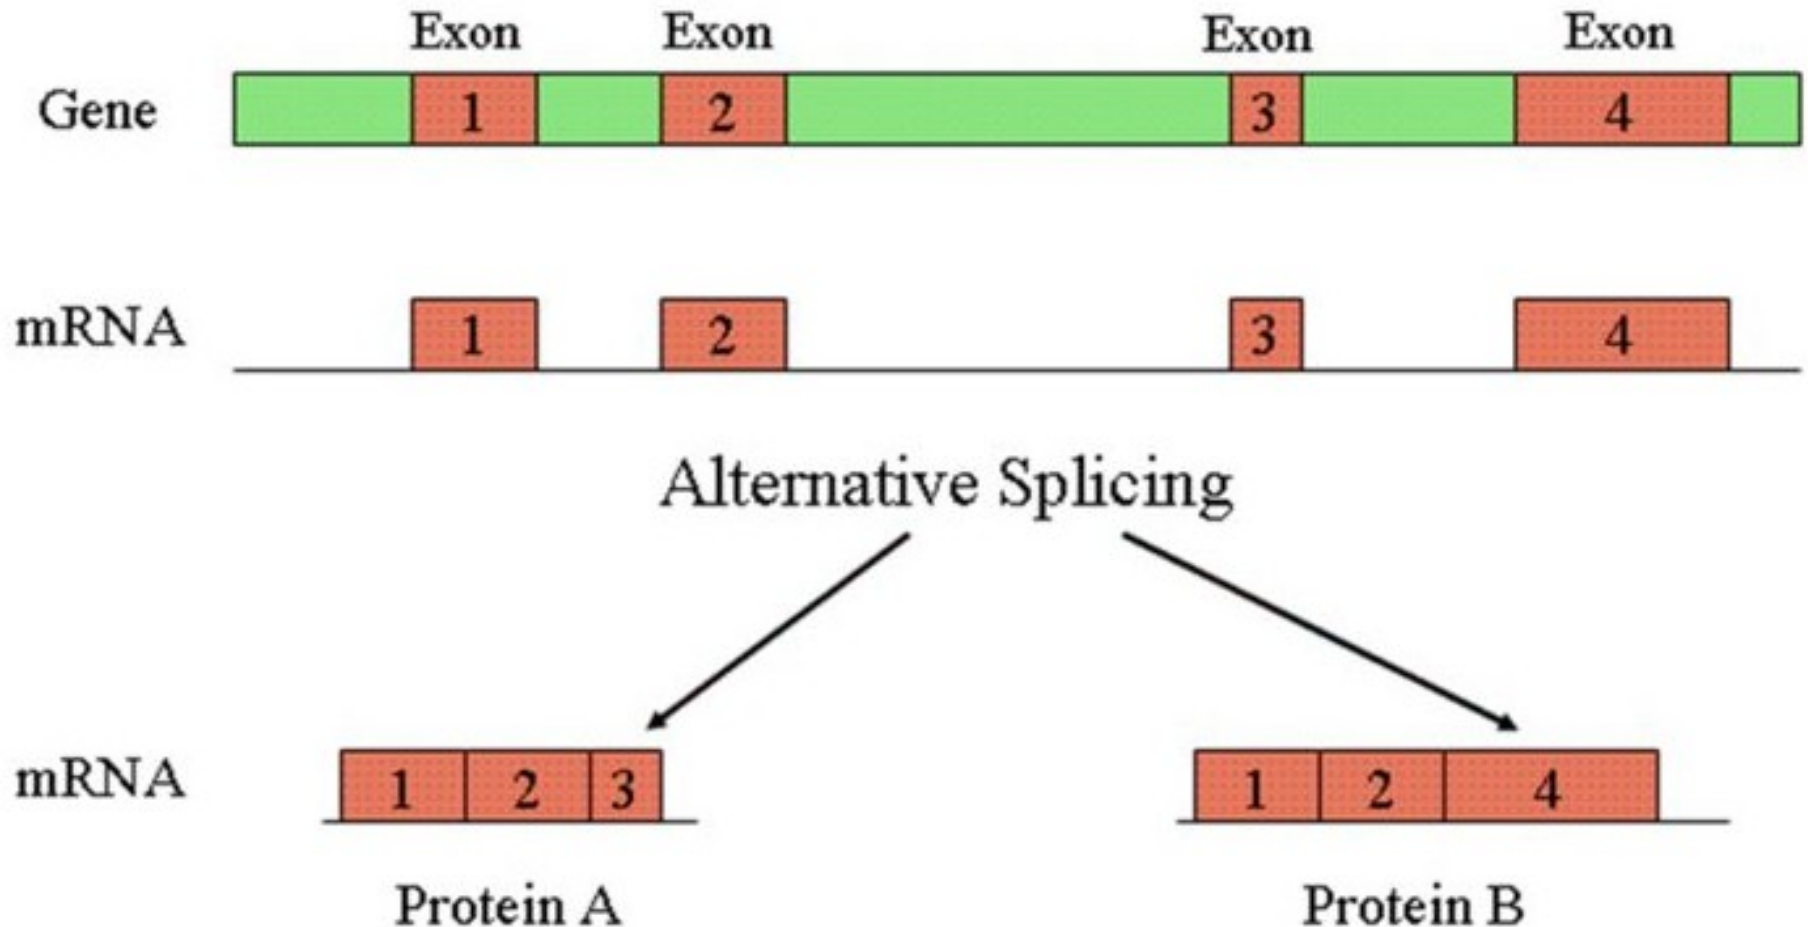 Exon Exon Exon Exon
Gene 1 2 3 4
mRNA 1 2 3 4
Alternative Splicing
mRNA 1 2 3 1 2 4
Protein A Protein B